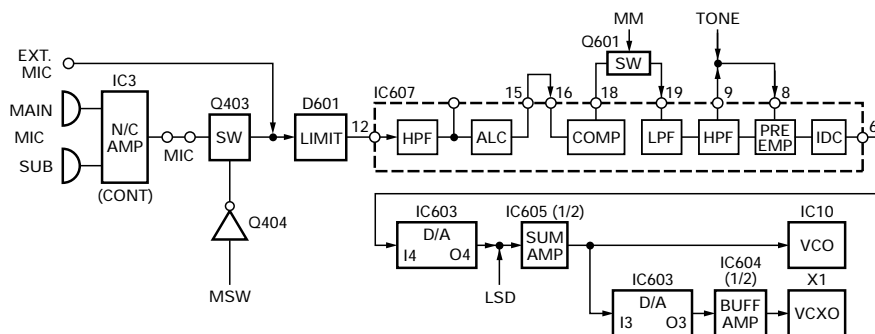 MM
TONE
EXT.
MIC
IC3
Q601
SW
MAIN
MIC
SUB
N/C
AMP
(CONT)
MIC
Q403
SW
Q404
MSW
D601
LIMIT
12
IC607
15
16
18
19
9
8
HPF
ALC
COMP
LPF
HPF
PRE
EMP
IDC
6
IC603
D/A
I4
O4
LSD
IC605 (1/2)
SUM
AMP
IC10
VCO
IC603
D/A
I3
O3
IC604
(1/2)
BUFF
AMP
X1
VCXO